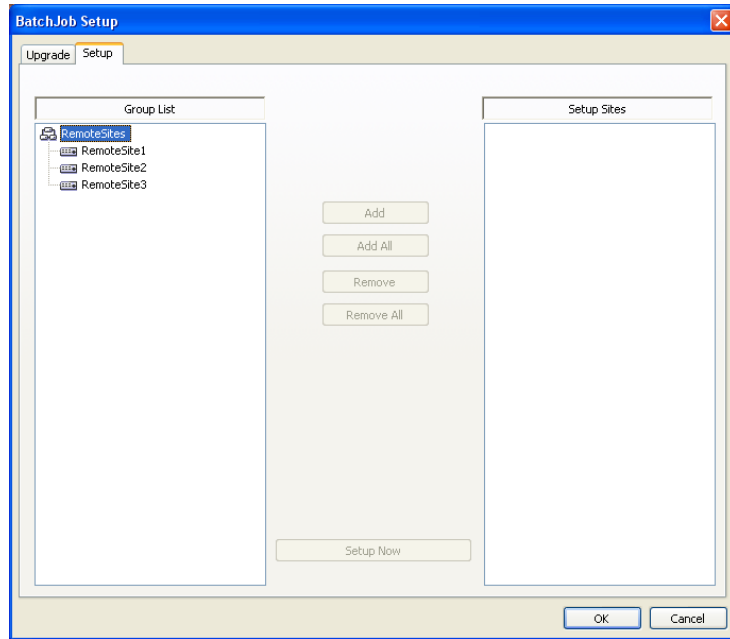 BatchJob Setup
Upgrade Setup
Group List
Setup Sites
RemoteSites
RemoteSite1
RemoteSite2
RemoteSite3
Add
Add All
Remove
Remove All
Setup Now
OK Cancel